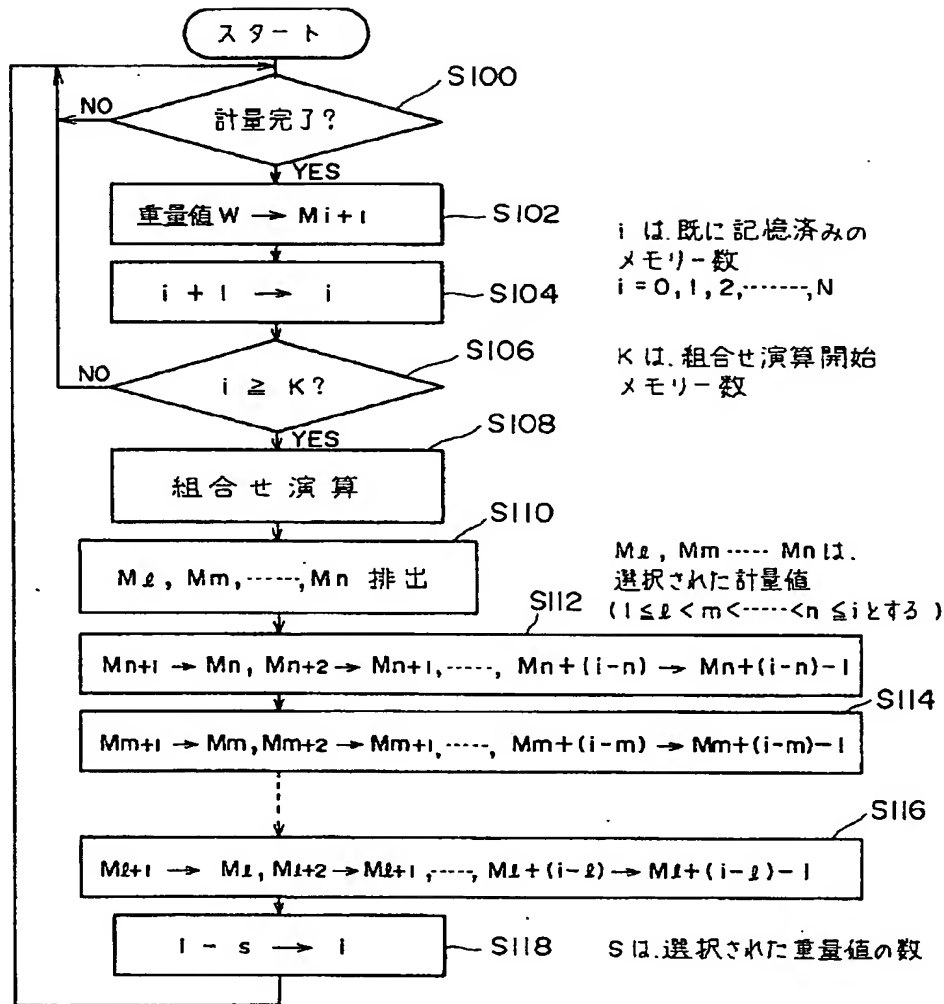 スタート
S100
NO
計量完了?
YES
重量値 W → Mi+1
S102
i は、既に記憶済みの
メモリー数
i = 0, 1, 2, ‥‥‥, N
i + 1 → i
S104
S106
K は、組合せ演算開始
メモリー数
NO
i ≧ K?
YES
S108
組合せ演算
S110
Mℓ, Mm, ‥‥‥, Mn 排出
Mℓ, Mm ‥‥‥ Mn は、
選択された計量値
(1≦ℓ<m<‥‥‥<n≦iとする)
S112
Mn+1 → Mn, Mn+2 → Mn+1, ‥‥‥, Mn+(i-n) → Mn+(i-n)-1
S114
Mm+1 → Mm, Mm+2 → Mm+1, ‥‥‥, Mm+(i-m) → Mm+(i-m)-1
S116
Mℓ+1 → Mℓ, Mℓ+2 → Mℓ+1, ‥‥‥, Mℓ+(i-ℓ) → Mℓ+(i-ℓ)-1
I - s → I
S118
Sは、選択された重量値の数